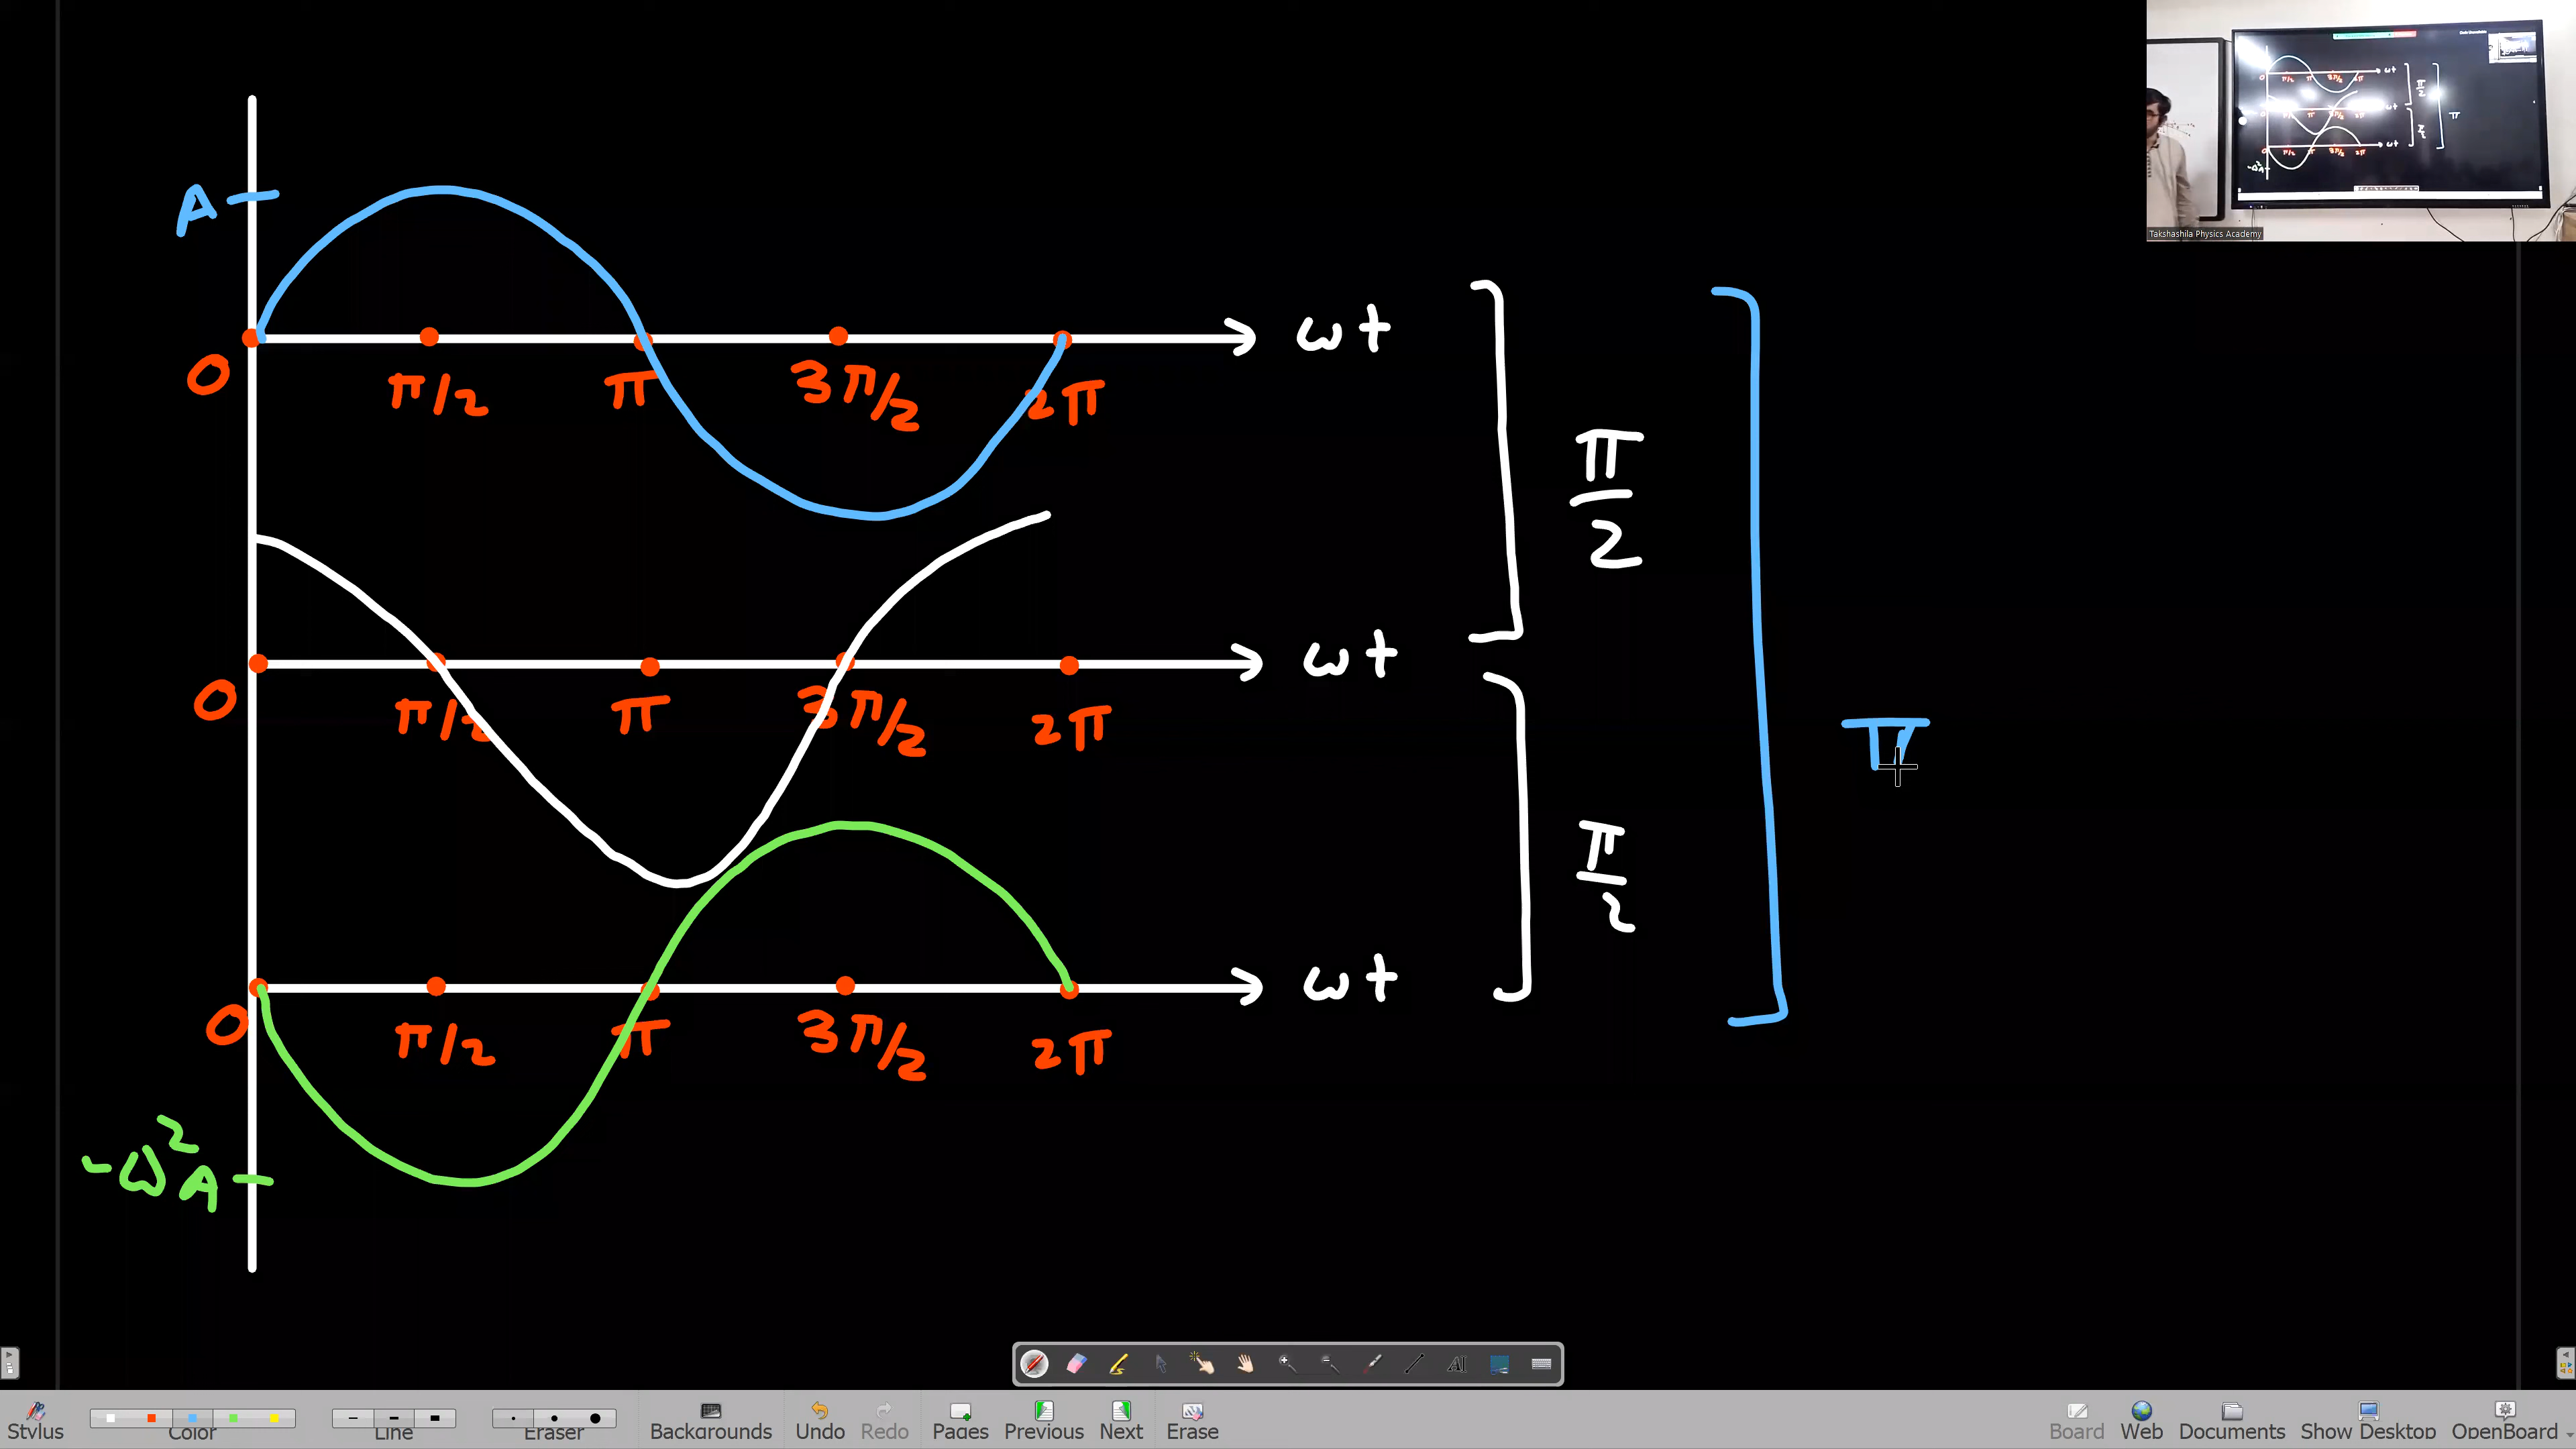 Takshashila Physics Academy
A
0 π/2 π 3π/2 2π ωt
π/2
0 π/2 π 3π/2 2π ωt
π
π/2
0 π/2 π 3π/2 2π ωt
-ω²A
Stylus Color Line Eraser Backgrounds Undo Redo Pages Previous Next Erase Board Web Documents Show Desktop OpenBoard